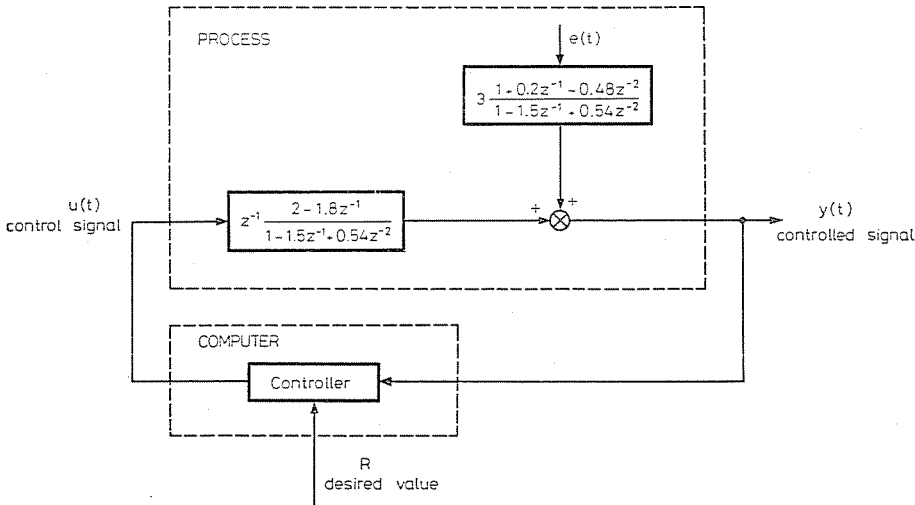 PROCESS
e(t)
3 1 + 0.2z⁻¹ - 0.48z⁻²
1 - 1.5z⁻¹ + 0.54z⁻²
u(t)
control signal
z⁻¹ 2 - 1.8z⁻¹
1 - 1.5z⁻¹ + 0.54z⁻²
+
+
y(t)
controlled signal
COMPUTER
Controller
R
desired value